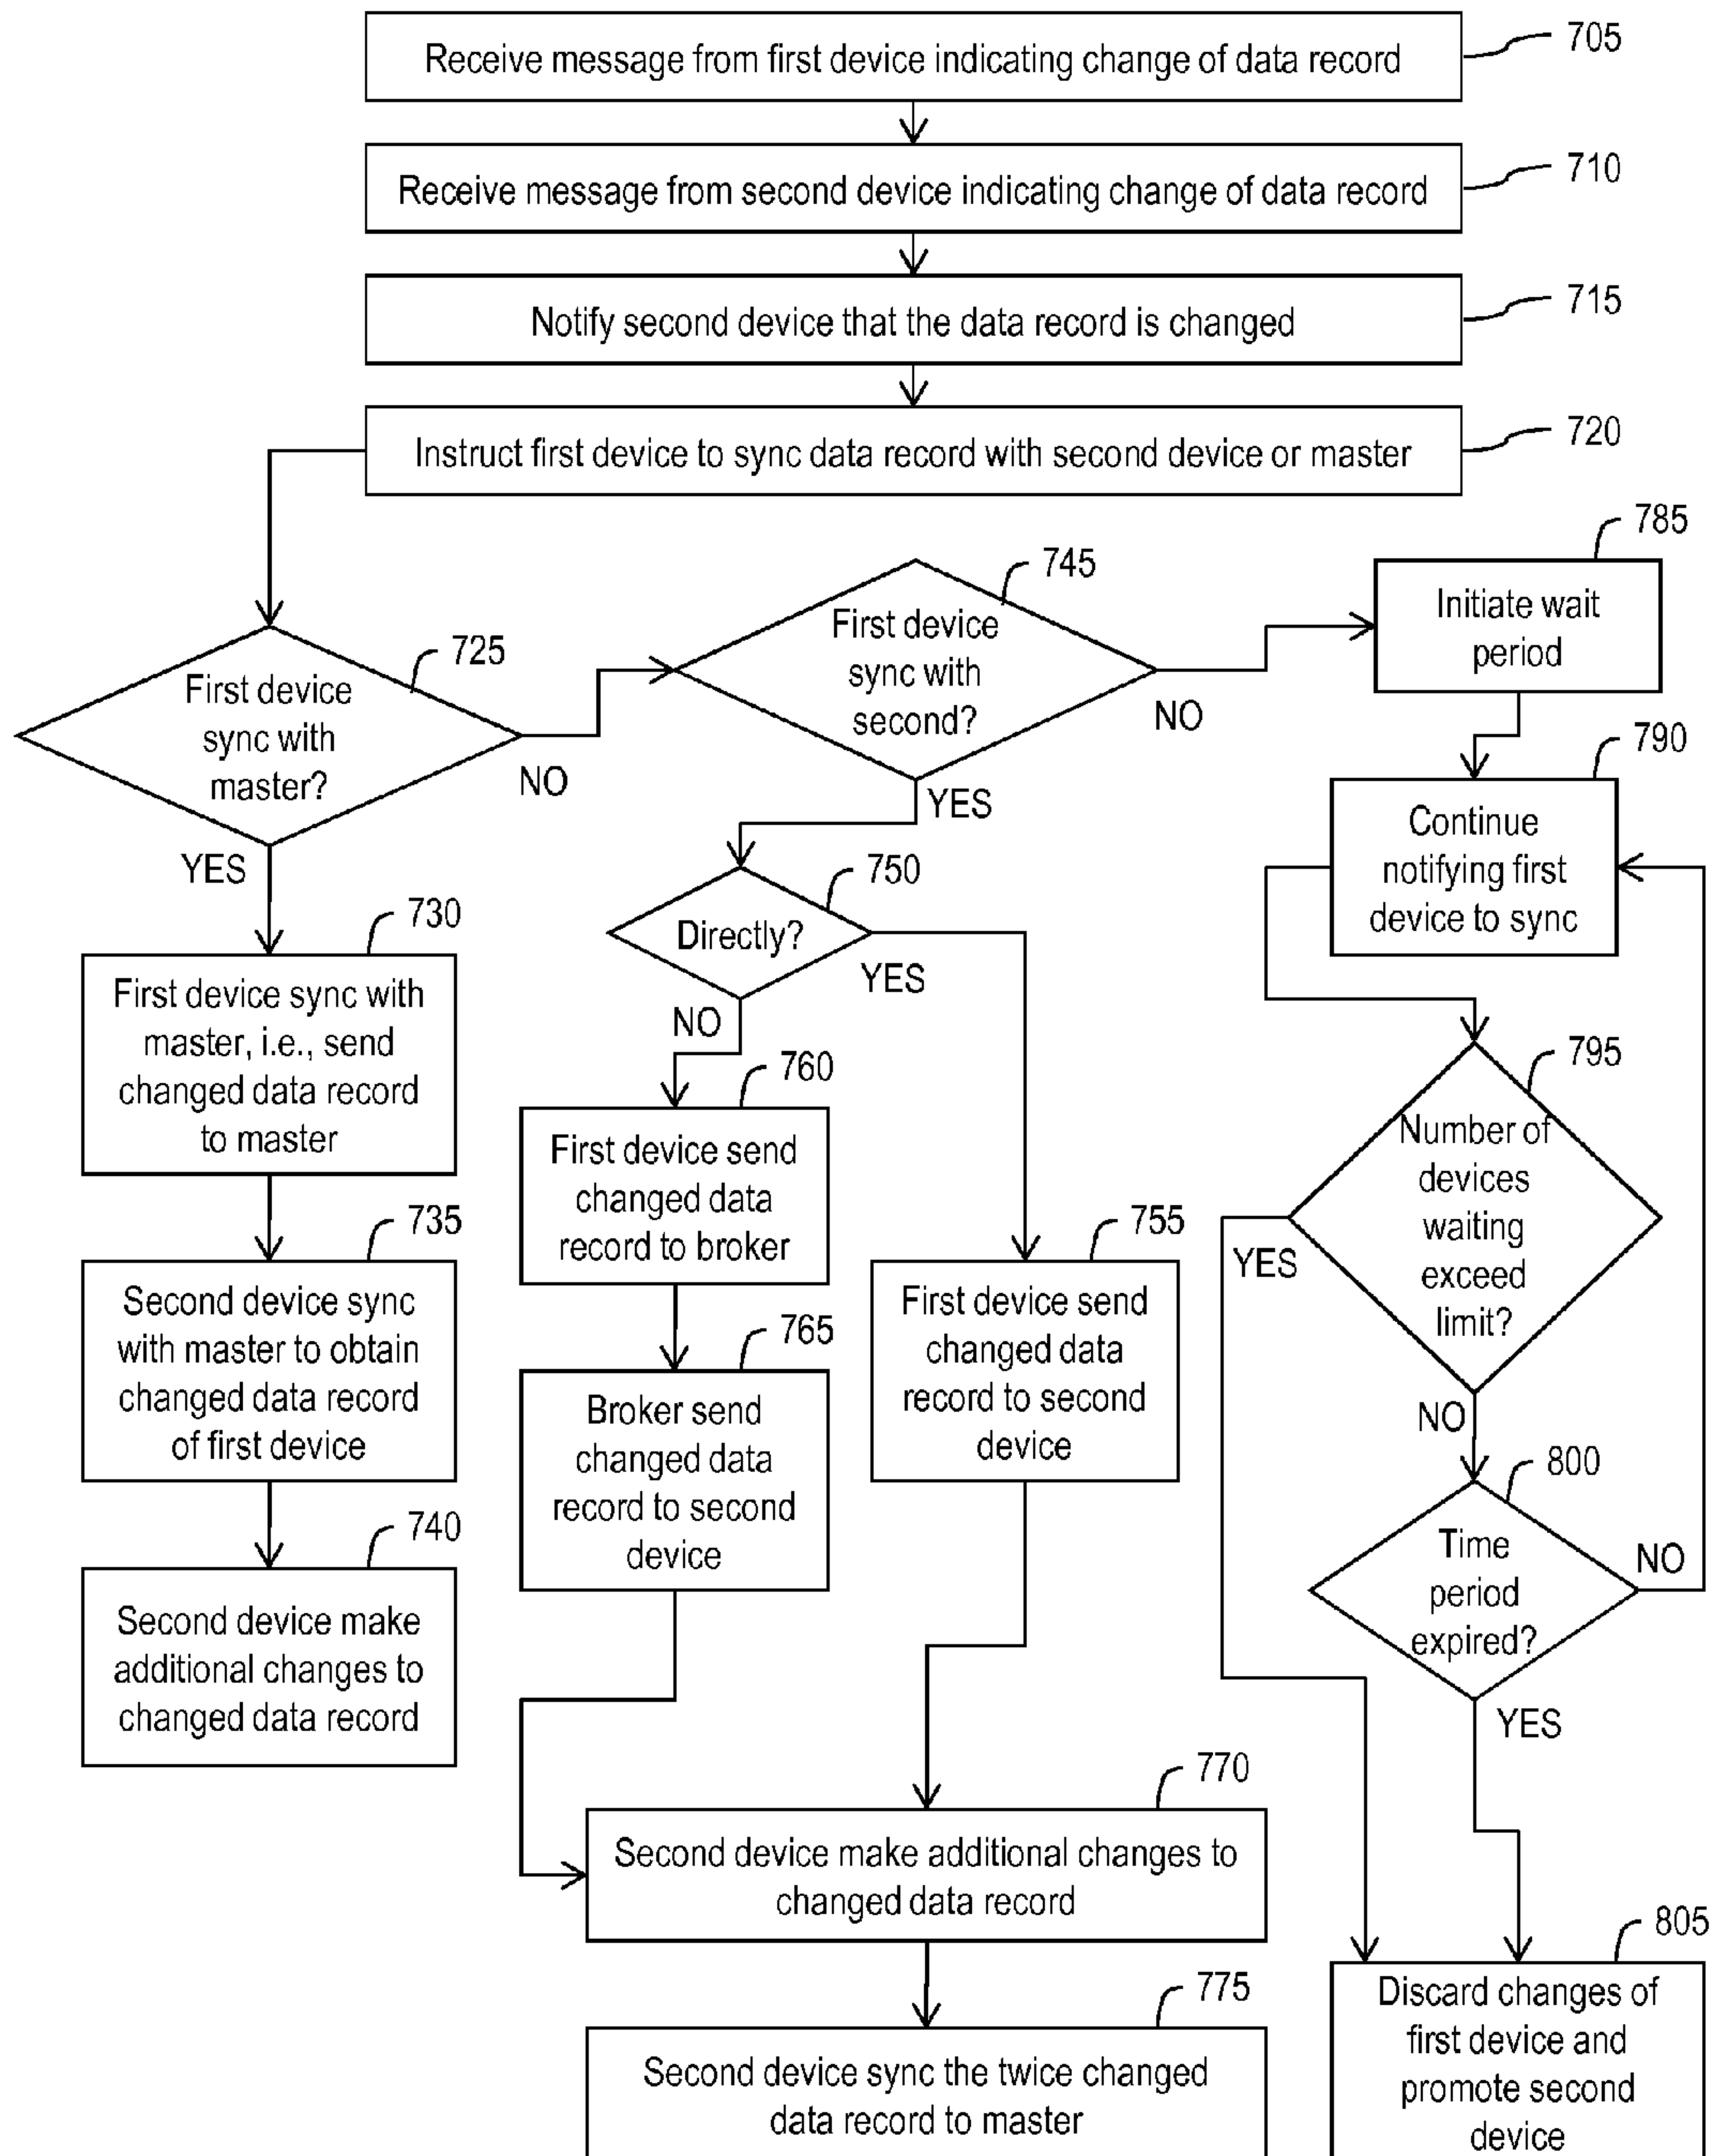 Receive message from first device indicating change of data record
705
Receive message from second device indicating change of data record
710
Notify second device that the data record is changed
715
Instruct first device to sync data record with second device or master
720
First device
sync with
master?
725
NO
YES
First device
sync with
second?
745
NO
YES
Initiate wait
period
785
Continue
notifying first
device to sync
790
Directly?
750
YES
NO
First device sync with
master, i.e., send
changed data record
to master
730
Second device sync
with master to obtain
changed data record
of first device
735
Second device make
additional changes to
changed data record
740
First device send
changed data
record to broker
760
Broker send
changed data
record to second
device
765
First device send
changed data
record to second
device
755
Number of
devices
waiting
exceed
limit?
795
YES
NO
Time
period
expired?
800
NO
YES
Second device make additional changes to
changed data record
770
Second device sync the twice changed
data record to master
775
Discard changes of
first device and
promote second
device
805